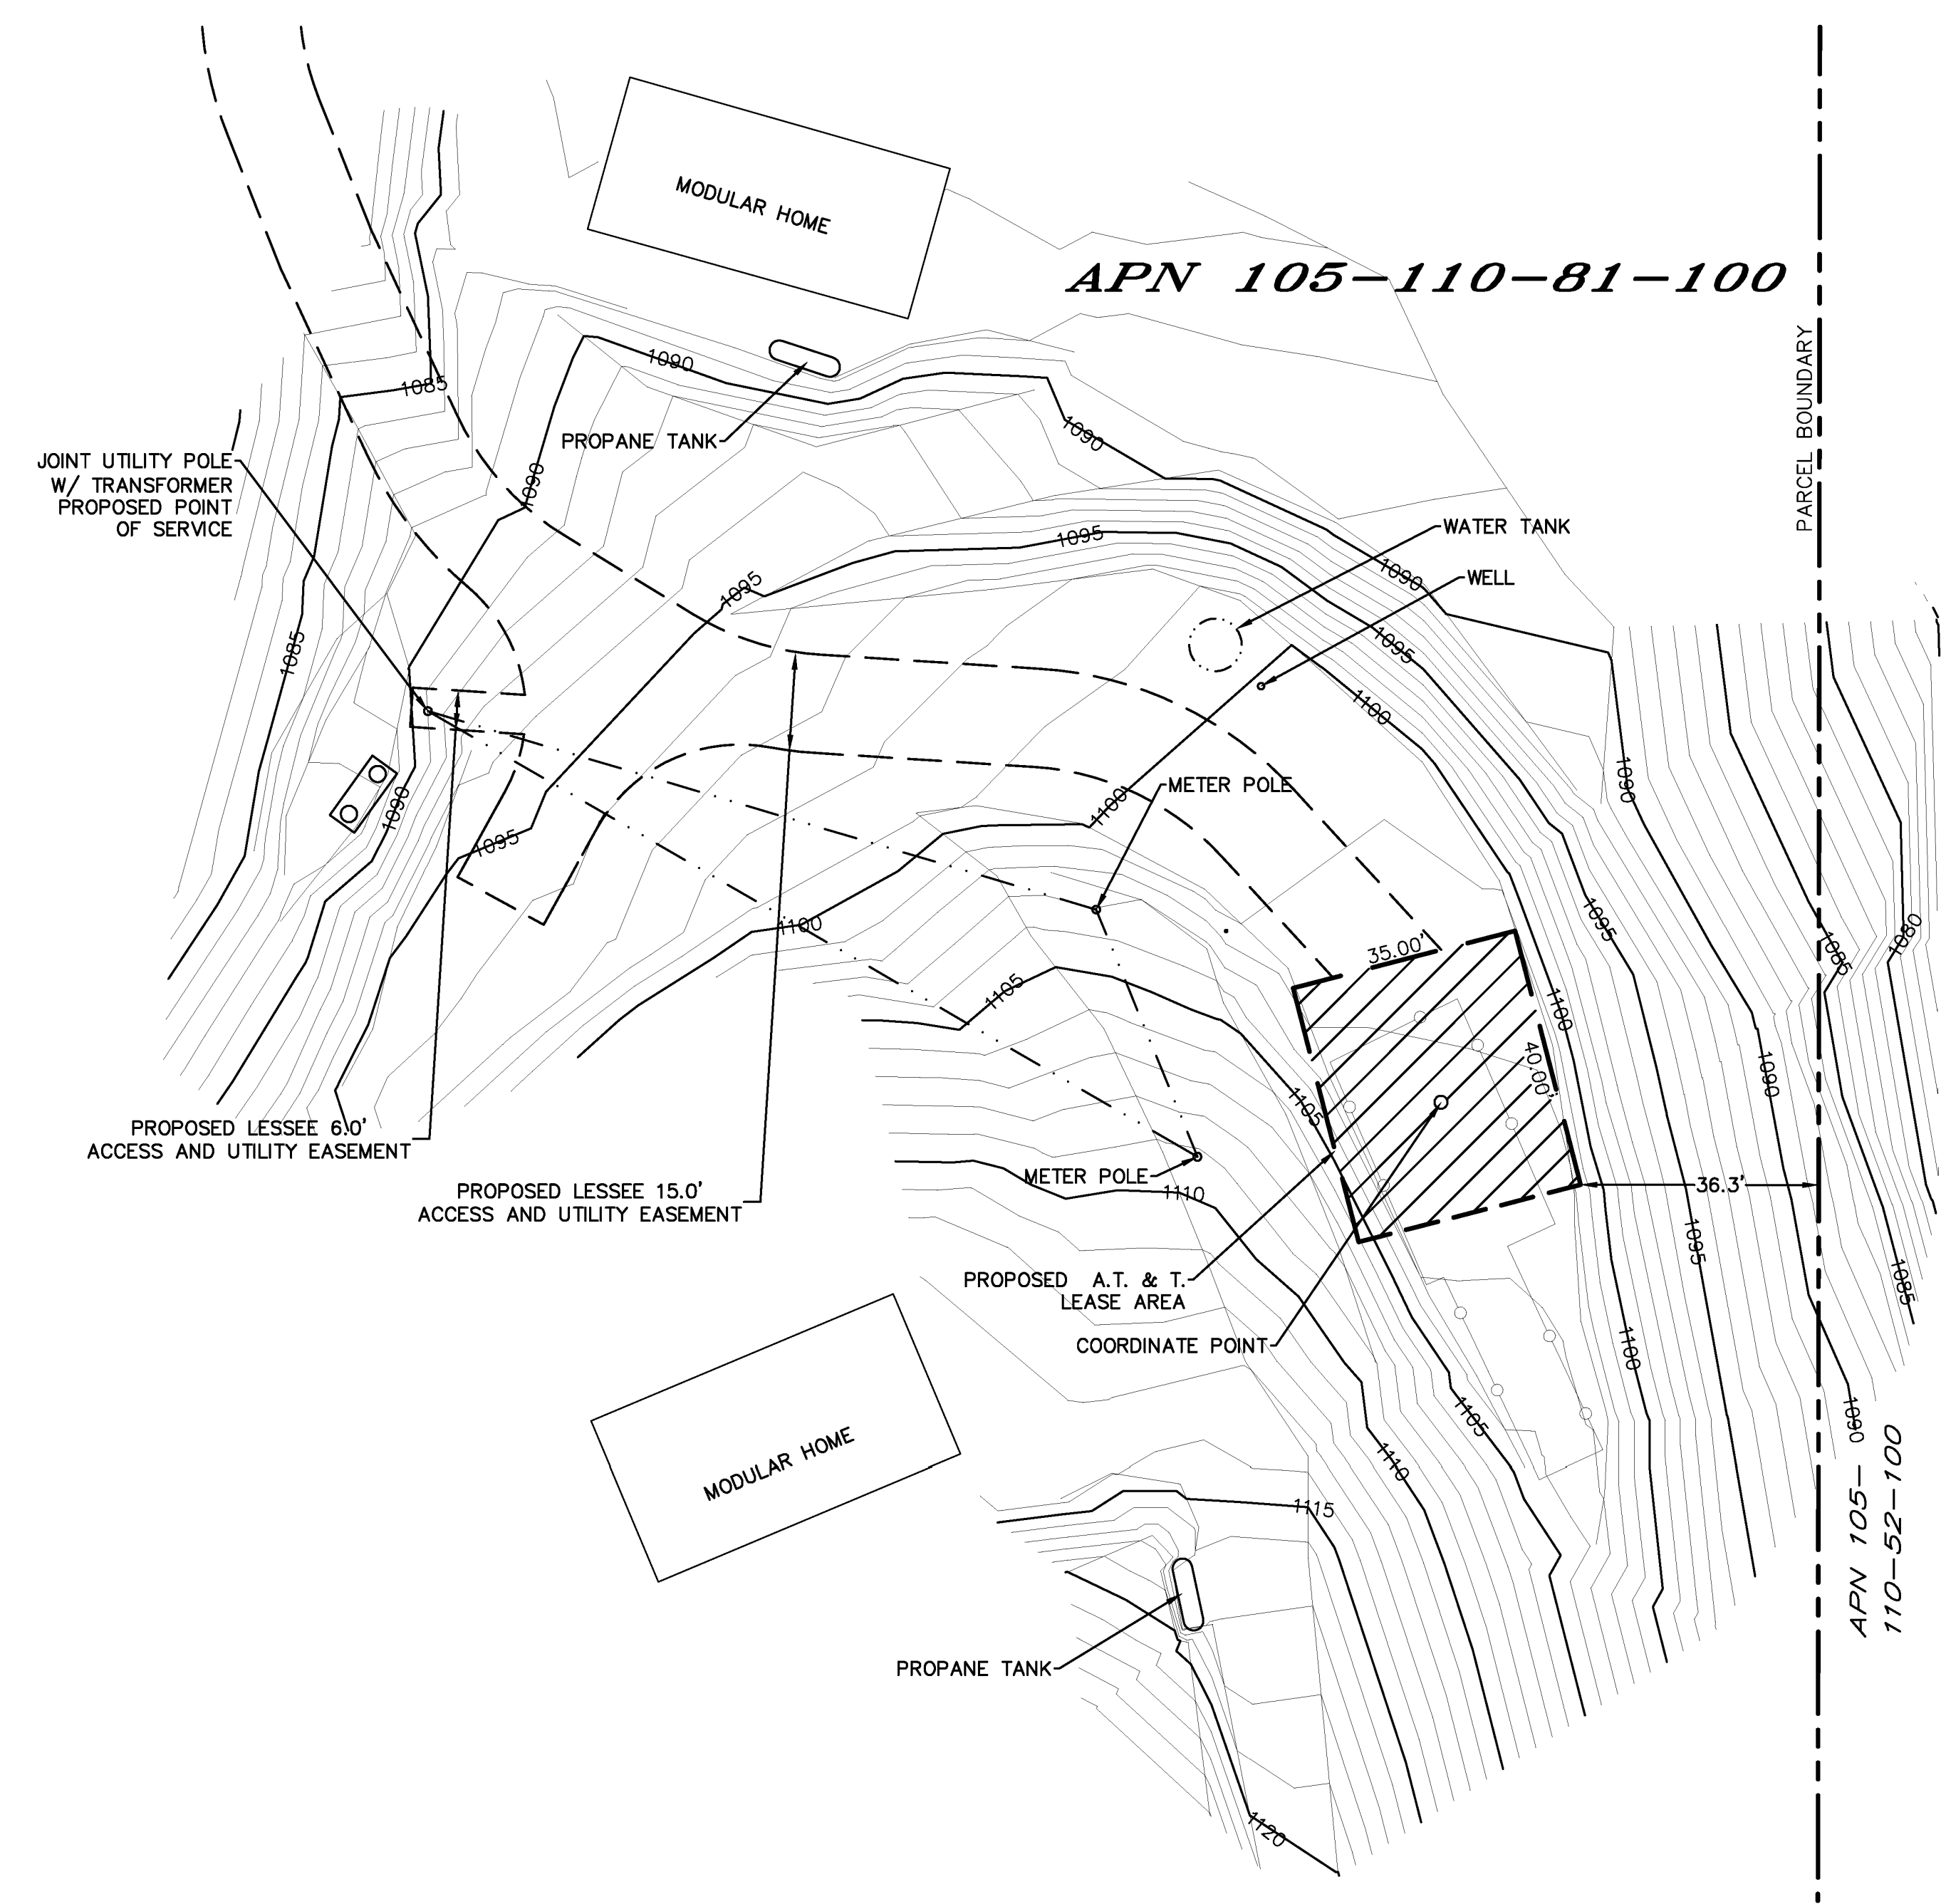 MODULAR HOME
APN 105-110-81-100
PARCEL BOUNDARY
1090
1085
PROPANE TANK
1090
JOINT UTILITY POLE
W/ TRANSFORMER
PROPOSED POINT
OF SERVICE
1090
WATER TANK
1095
1090
WELL
1095
1085
1095
1100
METER POLE
1090
1100
1090
1095
1100
1095
1080
35.00'
1085
1105
1100
40.00'
1090
1105
PROPOSED LESSEE 6.0'
ACCESS AND UTILITY EASEMENT
METER POLE
1110
36.3'
PROPOSED LESSEE 15.0'
ACCESS AND UTILITY EASEMENT
1095
PROPOSED A.T. & T.
LEASE AREA
1085
COORDINATE POINT
1100
1090
1105
MODULAR HOME
1110
1115
APN 105-
110-52-100
PROPANE TANK
1120